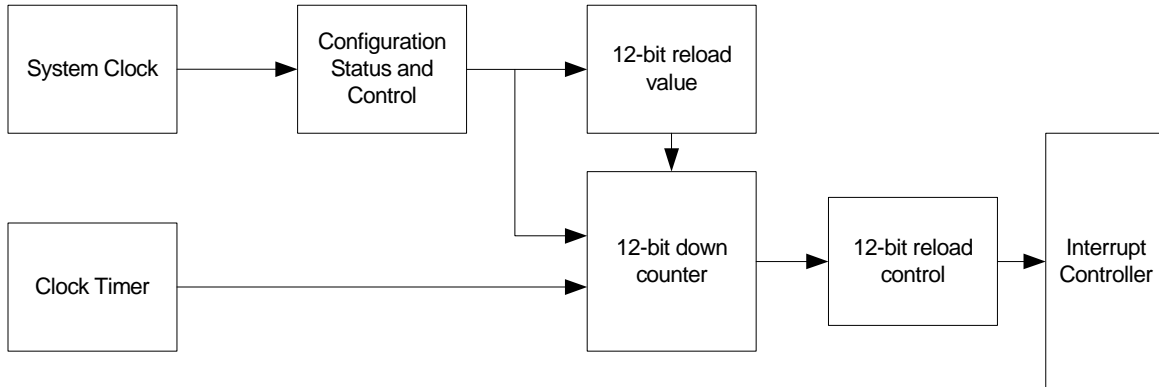 System Clock
Configuration
Status and
Control
12-bit reload
value
Clock Timer
12-bit down
counter
12-bit reload
control
Interrupt
Controller